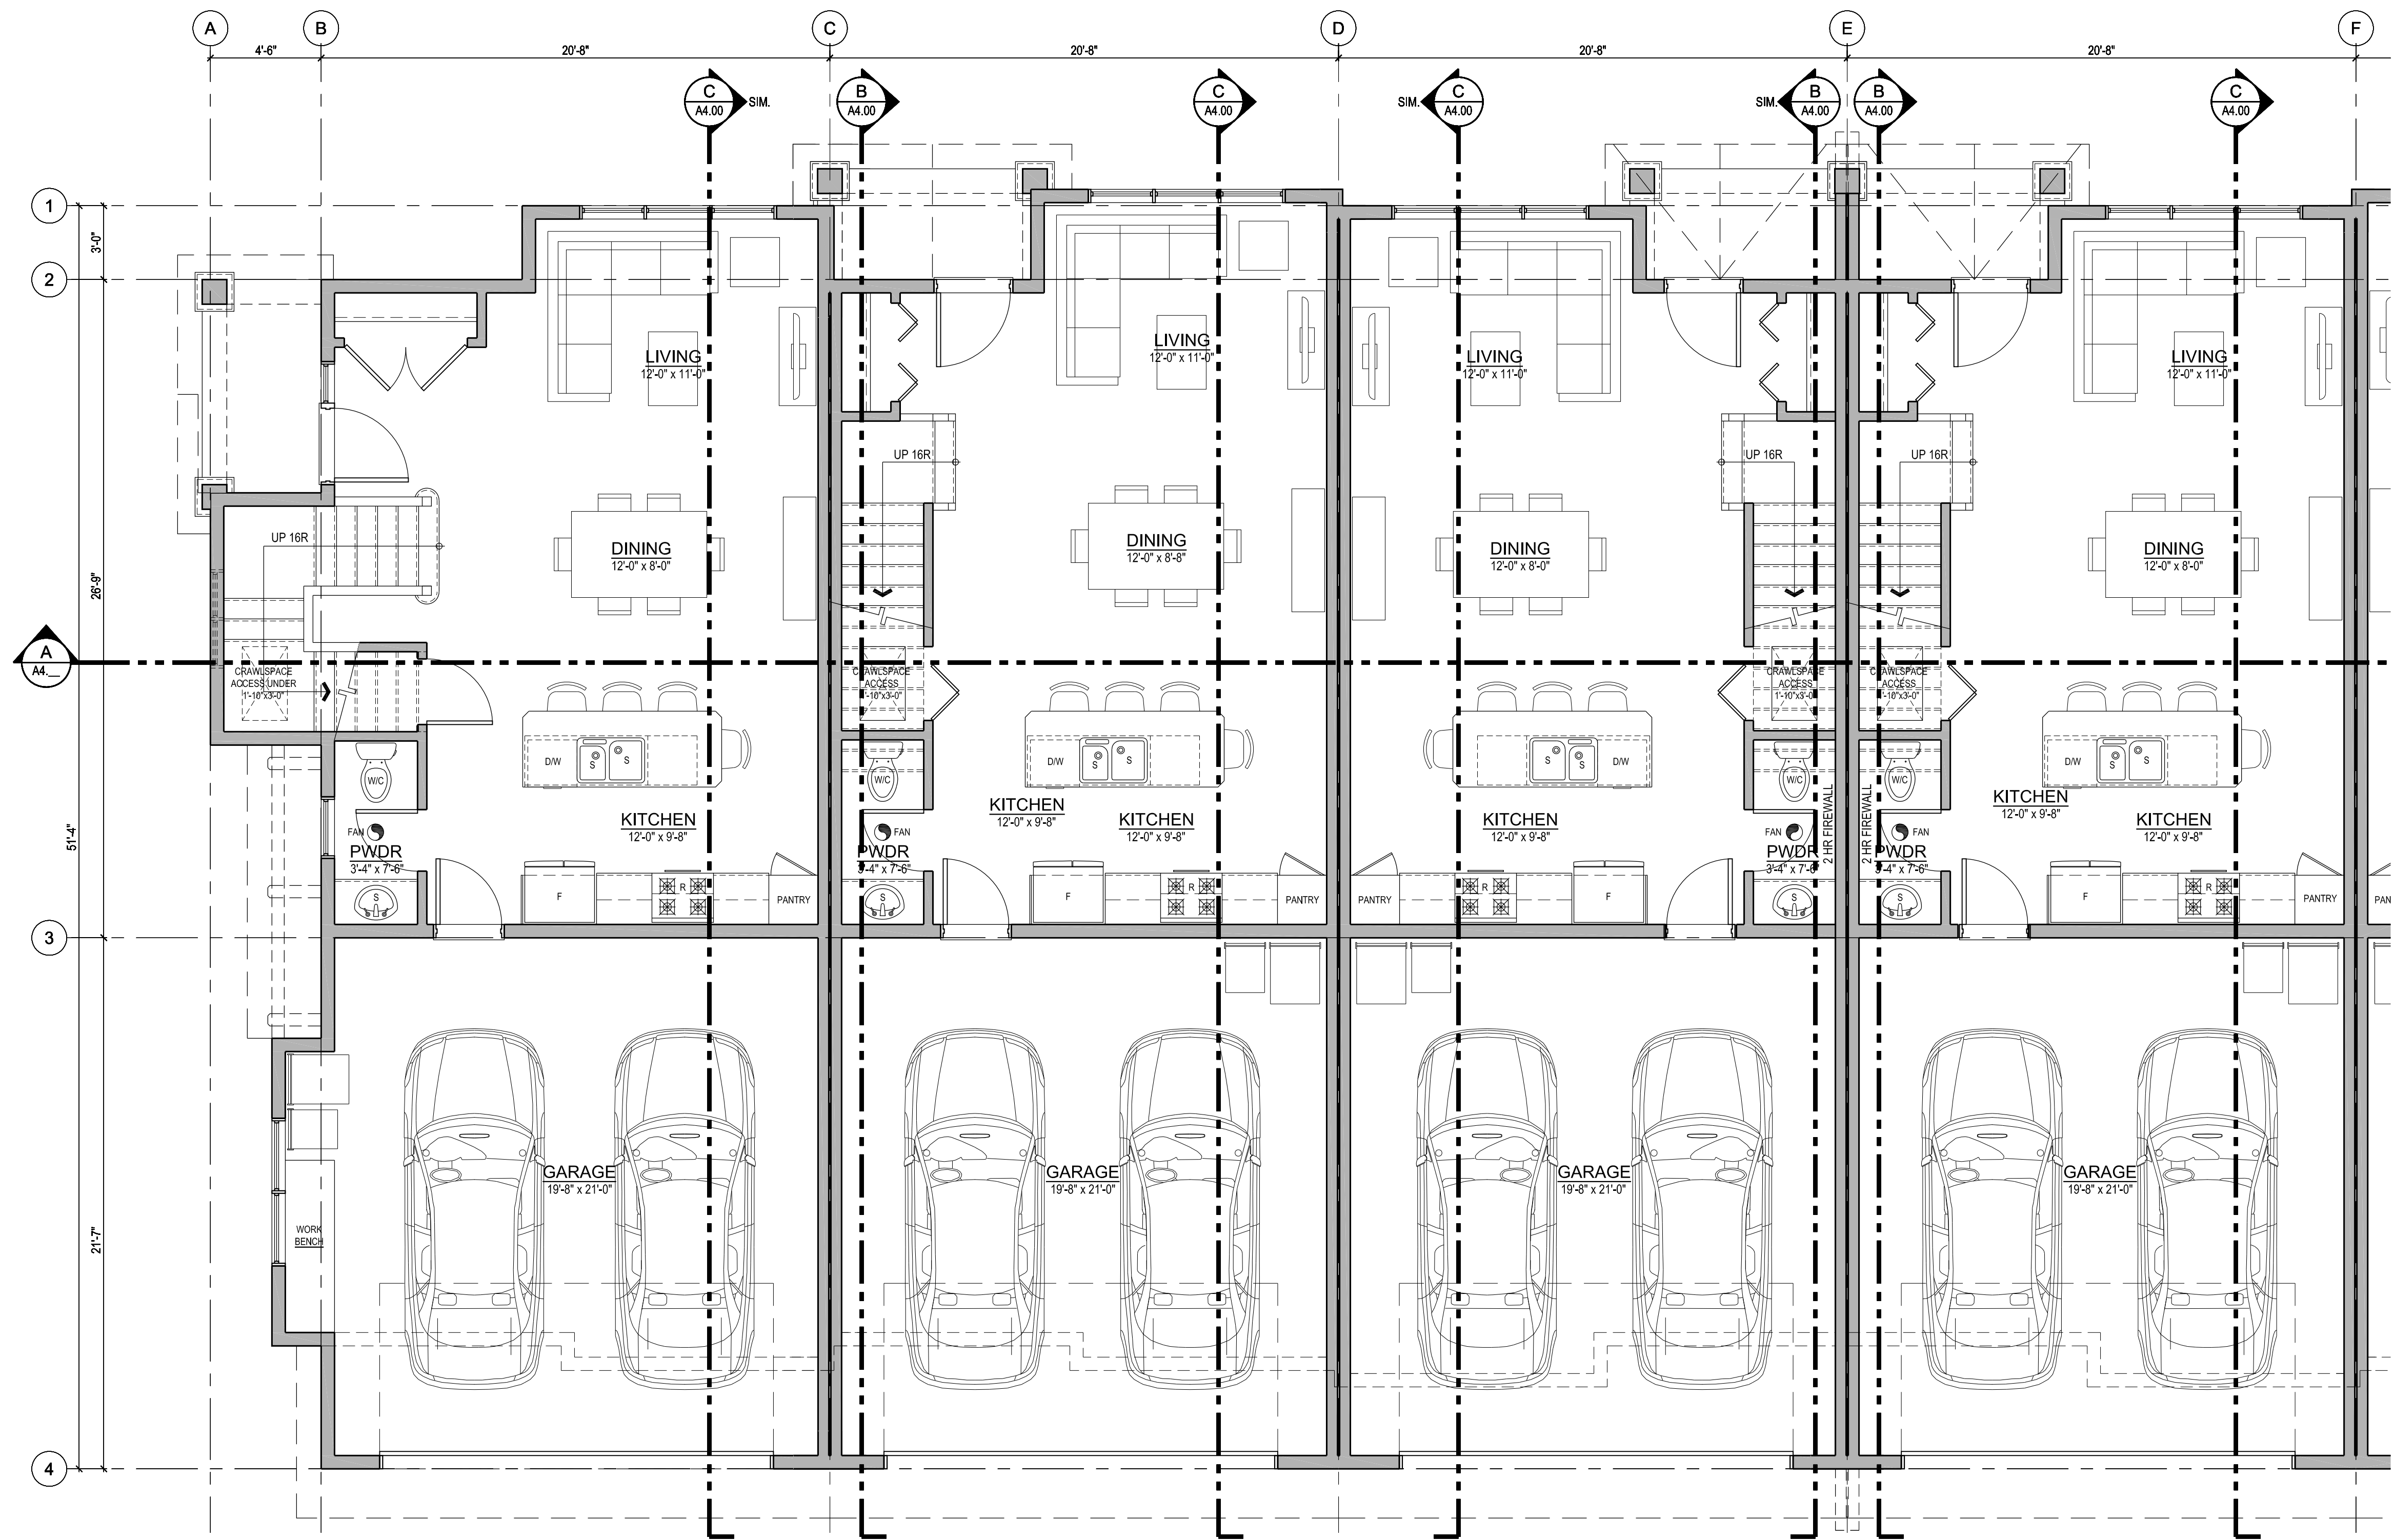 A
B
C
D
E
F
4'-6"
20'-8"
20'-8"
20'-8"
20'-8"
C
A4.00
SIM.
B
A4.00
C
A4.00
SIM.
C
A4.00
SIM.
B
A4.00
B
A4.00
C
A4.00
1
2
3
4
A
A4.__
3'-0"
26'-9"
51'-4"
21'-7"
LIVING
12'-0" x 11'-0"
LIVING
12'-0" x 11'-0"
LIVING
12'-0" x 11'-0"
LIVING
12'-0" x 11'-0"
UP 16R
UP 16R
UP 16R
UP 16R
DINING
12'-0" x 8'-0"
DINING
12'-0" x 8'-8"
DINING
12'-0" x 8'-0"
DINING
12'-0" x 8'-0"
CRAWLSPACE
ACCESS UNDER
1'-10"x3'-0"
CRAWLSPACE
ACCESS
1'-10"x3'-0"
CRAWLSPACE
ACCESS
1'-10"x3'-0"
CRAWLSPACE
ACCESS
1'-10"x3'-0"
W/C
D/W
S
S
W/C
D/W
S
S
S
S
D/W
W/C
W/C
D/W
S
S
KITCHEN
12'-0" x 9'-8"
KITCHEN
12'-0" x 9'-8"
KITCHEN
12'-0" x 9'-8"
KITCHEN
12'-0" x 9'-8"
KITCHEN
12'-0" x 9'-8"
KITCHEN
12'-0" x 9'-8"
2 HR FIREWALL
2 HR FIREWALL
FAN
PWDR
3'-4" x 7'-6"
FAN
PWDR
3'-4" x 7'-6"
FAN
PWDR
3'-4" x 7'-6"
FAN
PWDR
3'-4" x 7'-6"
S
F
R
PANTRY
S
F
R
PANTRY
PANTRY
R
F
S
S
F
R
PANTRY
PAN
GARAGE
19'-8" x 21'-0"
GARAGE
19'-8" x 21'-0"
GARAGE
19'-8" x 21'-0"
GARAGE
19'-8" x 21'-0"
WORK
BENCH